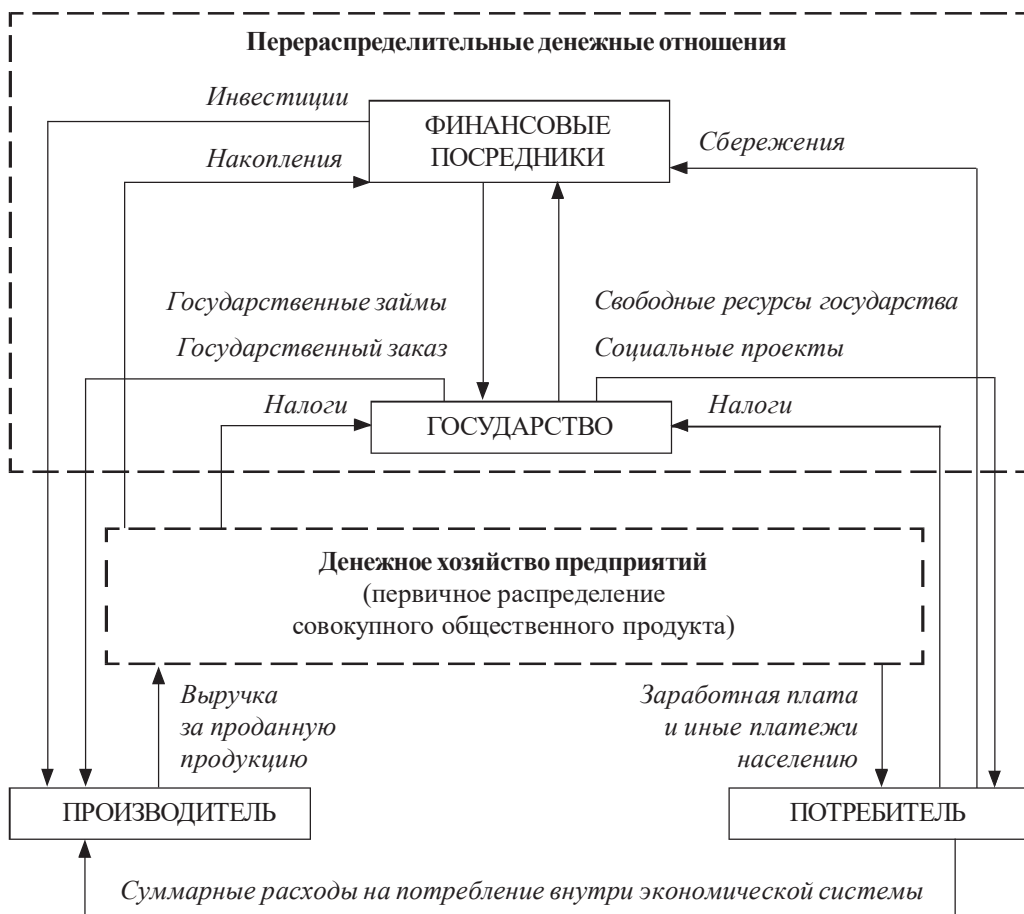 Перераспределительные денежные отношения
Инвестиции
ФИНАНСОВЫЕ
ПОСРЕДНИКИ
Накопления
Сбережения
Государственные займы
Свободные ресурсы государства
Государственный заказ
Социальные проекты
Налоги
ГОСУДАРСТВО
Налоги
Денежное хозяйство предприятий
(первичное распределение
совокупного общественного продукта)
Выручка
за проданную
продукцию
Заработная плата
и иные платежи
населению
ПРОИЗВОДИТЕЛЬ
ПОТРЕБИТЕЛЬ
Суммарные расходы на потребление внутри экономической системы